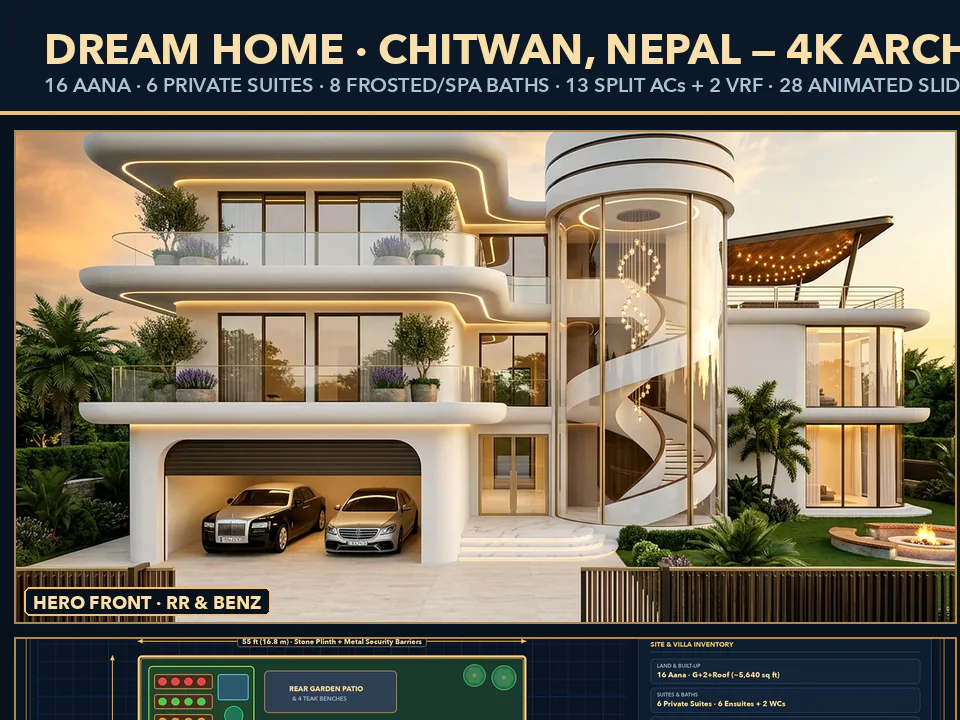 DREAM HOME · CHITWAN, NEPAL — 4K ARCH
16 AANA · 6 PRIVATE SUITES · 8 FROSTED/SPA BATHS · 13 SPLIT ACs + 2 VRF · 28 ANIMATED SLID
HERO FRONT · RR & BENZ
55 ft (16.8 m) · Stone Plinth + Metal Security Barriers
REAR GARDEN PATIO
& 4 TEAK BENCHES
SITE & VILLA INVENTORY
LAND & BUILT-UP
16 Aana · G+2+Roof (~5,640 sq ft)
SUITES & BATHS
6 Private Suites · 6 Ensuites + 2 WCs